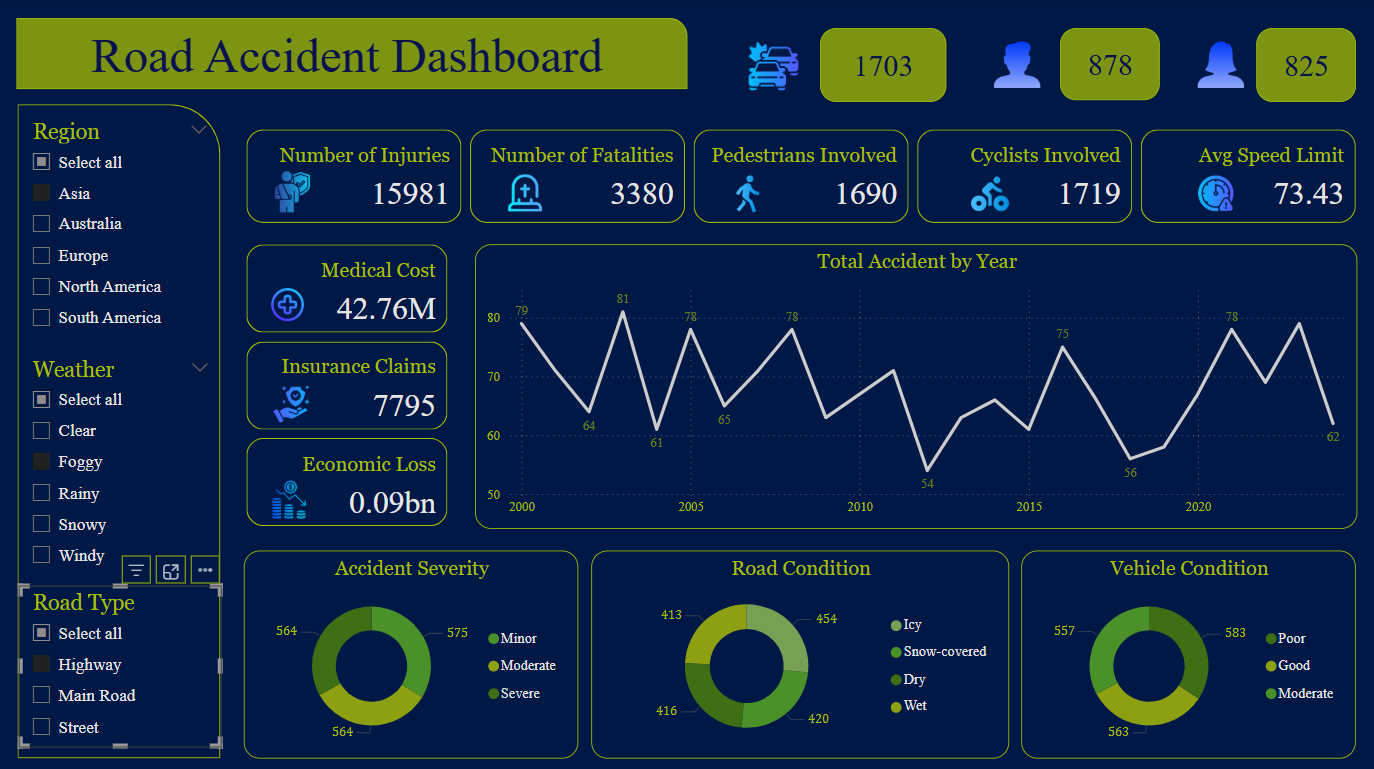 Road Accident Dashboard
1703
878
825
Region
Select all
Asia
Australia
Europe
North America
South America
Weather
Select all
Clear
Foggy
Rainy
Snowy
Windy
Road Type
Select all
Highway
Main Road
Street
Number of Injuries
15981
Number of Fatalities
3380
Pedestrians Involved
1690
Cyclists Involved
1719
Avg Speed Limit
73.43
Medical Cost
42.76M
Insurance Claims
7795
Economic Loss
0.09bn
Total Accident by Year
80
70
60
50
79
64
81
61
78
65
78
54
75
56
78
62
2000
2005
2010
2015
2020
Accident Severity
564
575
564
Minor
Moderate
Severe
Road Condition
413
454
416
420
Icy
Snow-covered
Dry
Wet
Vehicle Condition
557
583
563
Poor
Good
Moderate